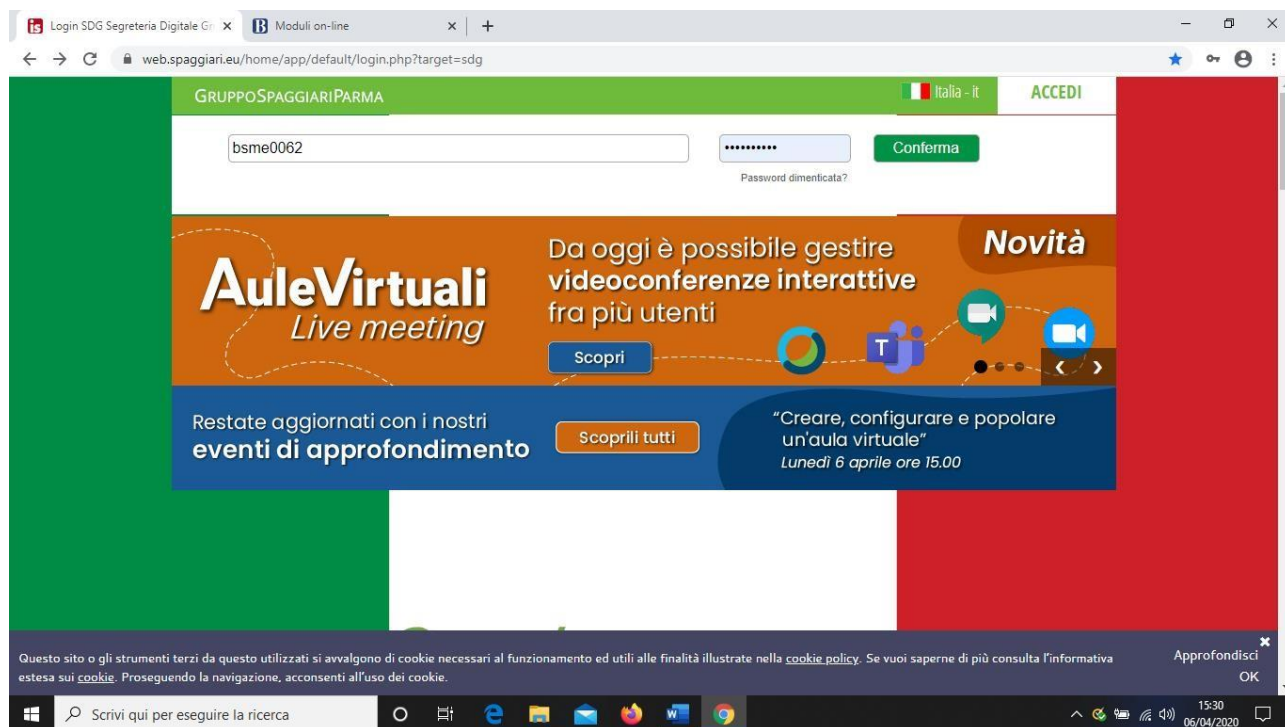 Login SDG Segreteria Digitale Gr
Moduli on-line
web.spaggiari.eu/home/app/default/login.php?target=sdg
GRUPPOSPAGGIARIPARMA
Italia - it
ACCEDI
bsme0062
••••••••••
Conferma
Password dimenticata?
AuleVirtuali
Live meeting
Da oggi è possibile gestire
videoconferenze interattive
fra più utenti
Scopri
Novità
T
Restate aggiornati con i nostri
eventi di approfondimento
Scoprili tutti
“Creare, configurare e popolare
un'aula virtuale”
Lunedì 6 aprile ore 15.00
Questo sito o gli strumenti terzi da questo utilizzati si avvalgono di cookie necessari al funzionamento ed utili alle finalità illustrate nella cookie policy. Se vuoi saperne di più consulta l'informativa
estesa sui cookie. Proseguendo la navigazione, acconsenti all'uso dei cookie.
Approfondisci
OK
Scrivi qui per eseguire la ricerca
15:30
06/04/2020